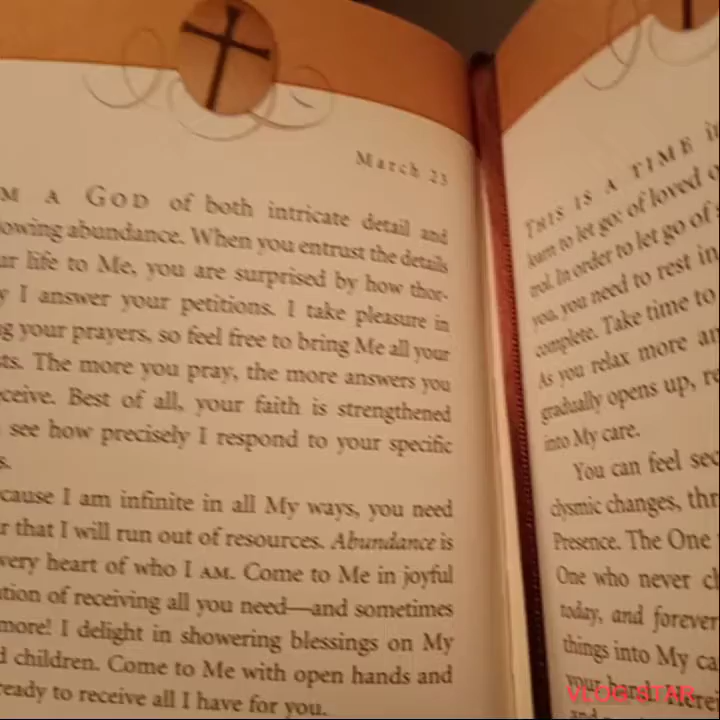 March 23
M A GOD of both intricate detail and
owing abundance. When you entrust the details
ur life to Me, you are surprised by how thor-
y I answer your petitions. I take pleasure in
g your prayers, so feel free to bring Me all your
ts. The more you pray, the more answers you
ceive. Best of all, your faith is strengthened
see how precisely I respond to your specific
s.
cause I am infinite in all My ways, you need
r that I will run out of resources. Abundance is
very heart of who I AM. Come to Me in joyful
tion of receiving all you need—and sometimes
more! I delight in showering blessings on My
d children. Come to Me with open hands and
ready to receive all I have for you.
THIS IS A TIME i
learn to let go: of loved o
trol. In order to let go of
you, you need to rest in
complete. Take time to
As you relax more an
gradually opens up, re
into My care.
You can feel sec
clysmic changes, thr
Presence. The One
One who never ch
today, and forever
things into My ca
your hand. Here
and
VLOG STAR